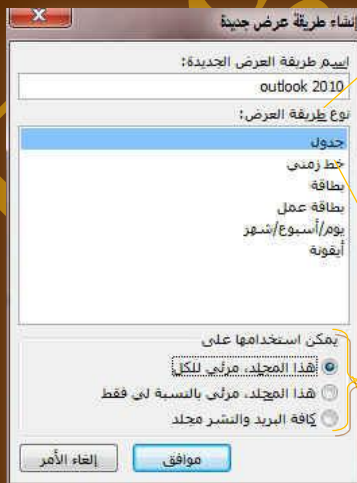 إنشاء طريقة عرض جديدة
اسم طريقة العرض الجديدة:
outlook 2010
نوع طريقة العرض:
جدول
خط زمني
بطاقة
بطاقة عمل
يوم/أسبوع/شهر
أيقونة
يمكن استخدامها على
هذا المجلد، مرئي للكل
هذا المجلد، مرئي بالنسبة لي فقط
كافة البريد والنشر مجلد
موافق
إلغاء الأمر